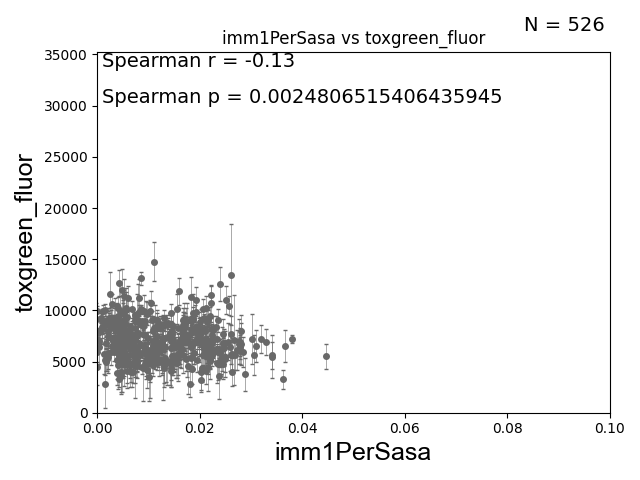 N = 526
imm1PerSasa vs toxgreen_fluor
Spearman r = -0.13
Spearman p = 0.0024806515406435945
35000
30000
25000
20000
15000
10000
5000
0
toxgreen_fluor
0.00 0.02 0.04 0.06 0.08 0.10
imm1PerSasa